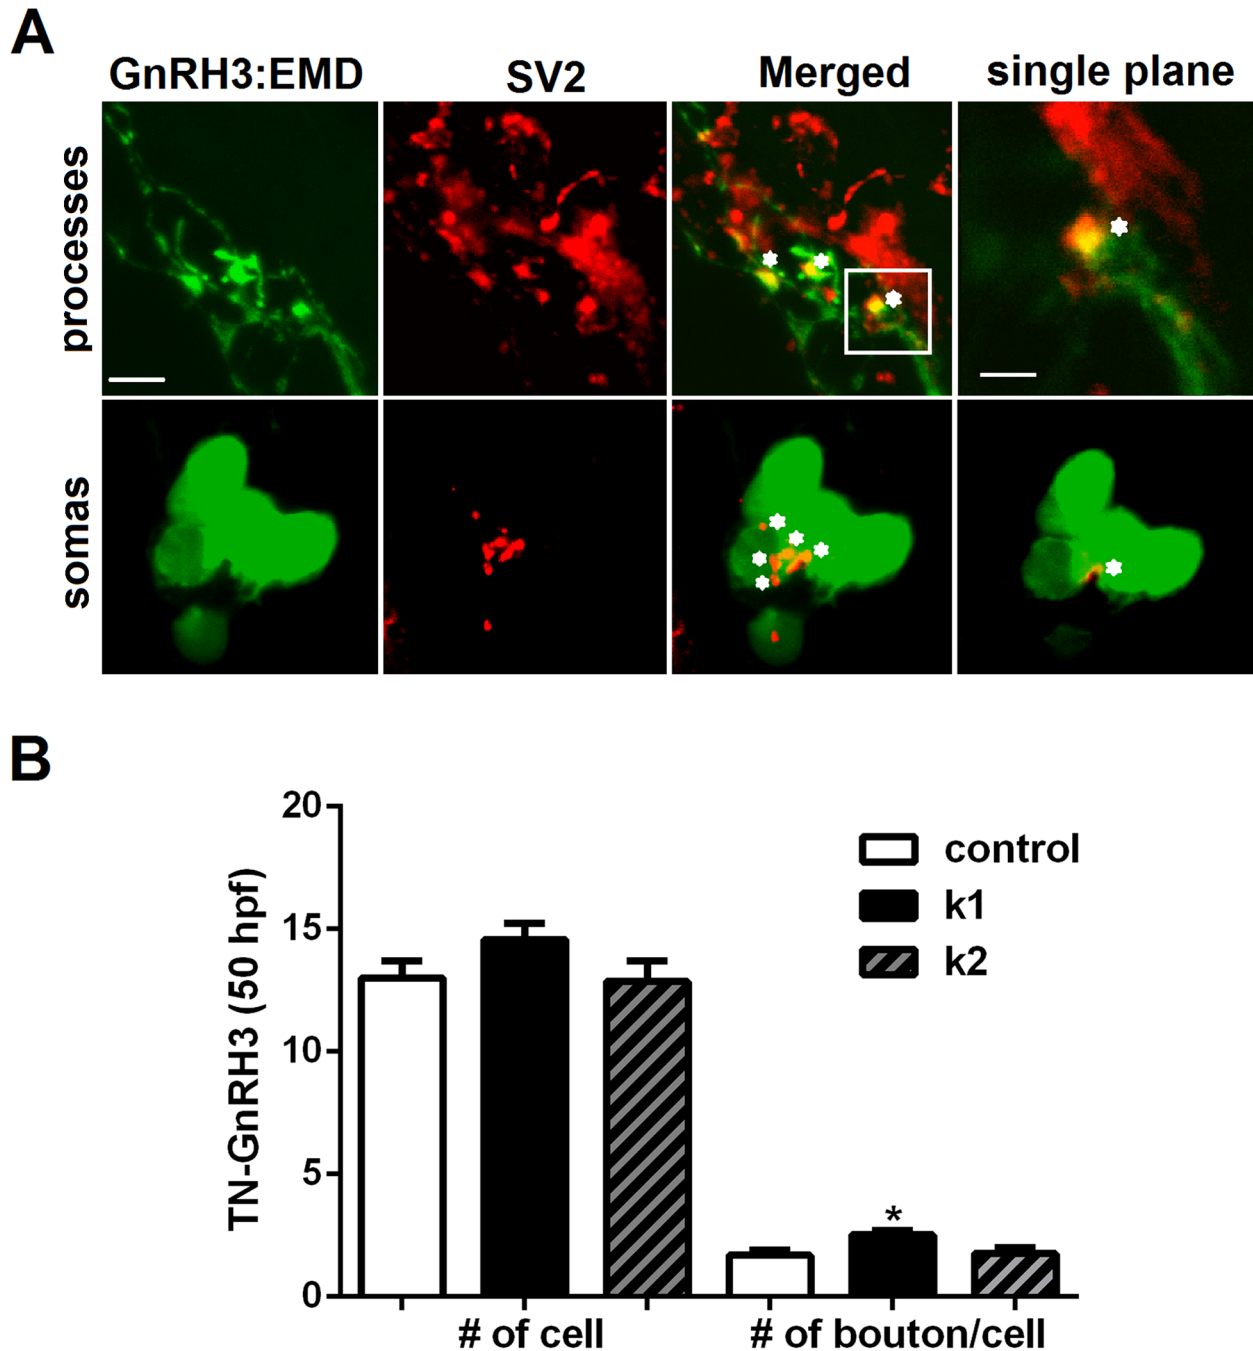 A
GnRH3:EMD SV2 Merged single plane
processes
somas
B
TN-GnRH3 (50 hpf)
20
15
10
5
0
control
k1
k2
*
# of cell # of bouton/cell